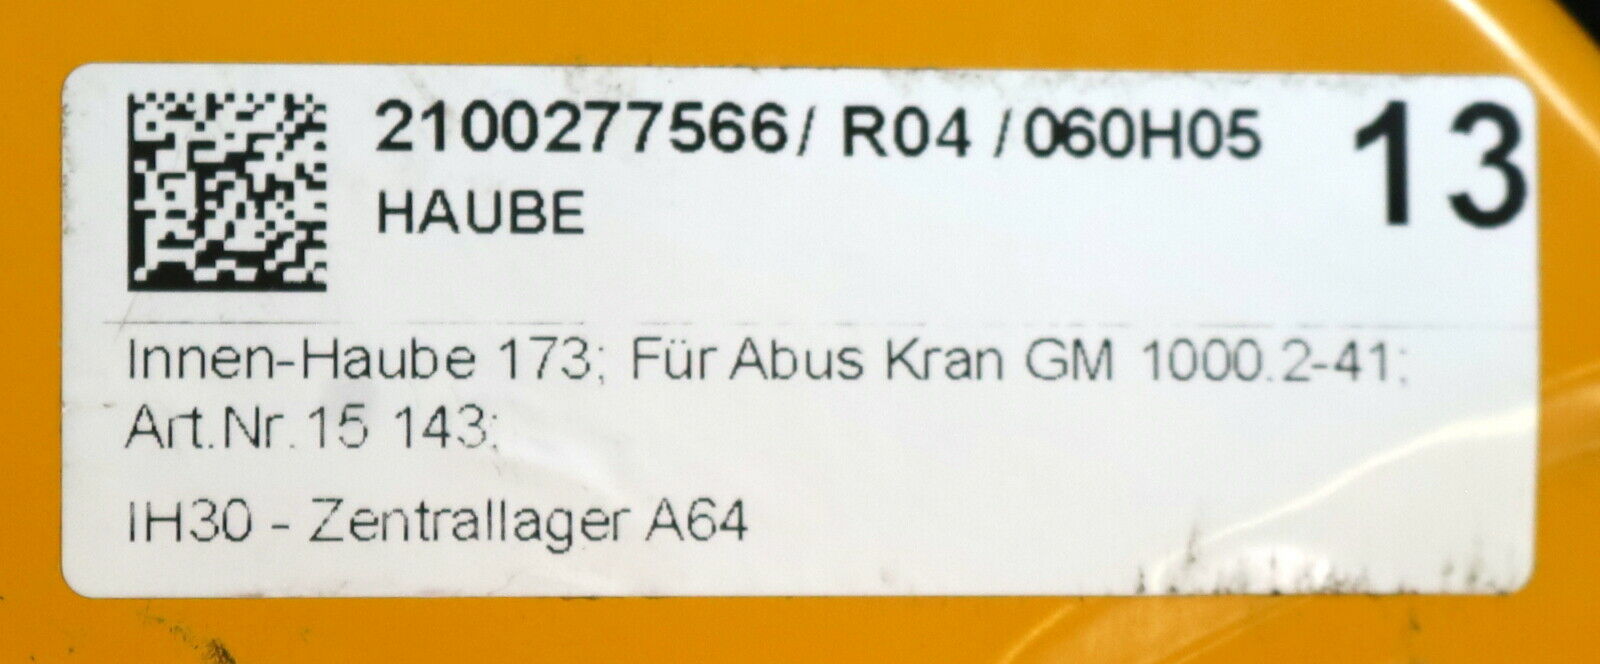 2100277566/ R04 /060H05
13
HAUBE
Innen-Haube 173; Für Abus Kran GM 1000.2-41;
Art.Nr.15 143;
IH30 - Zentrallager A64